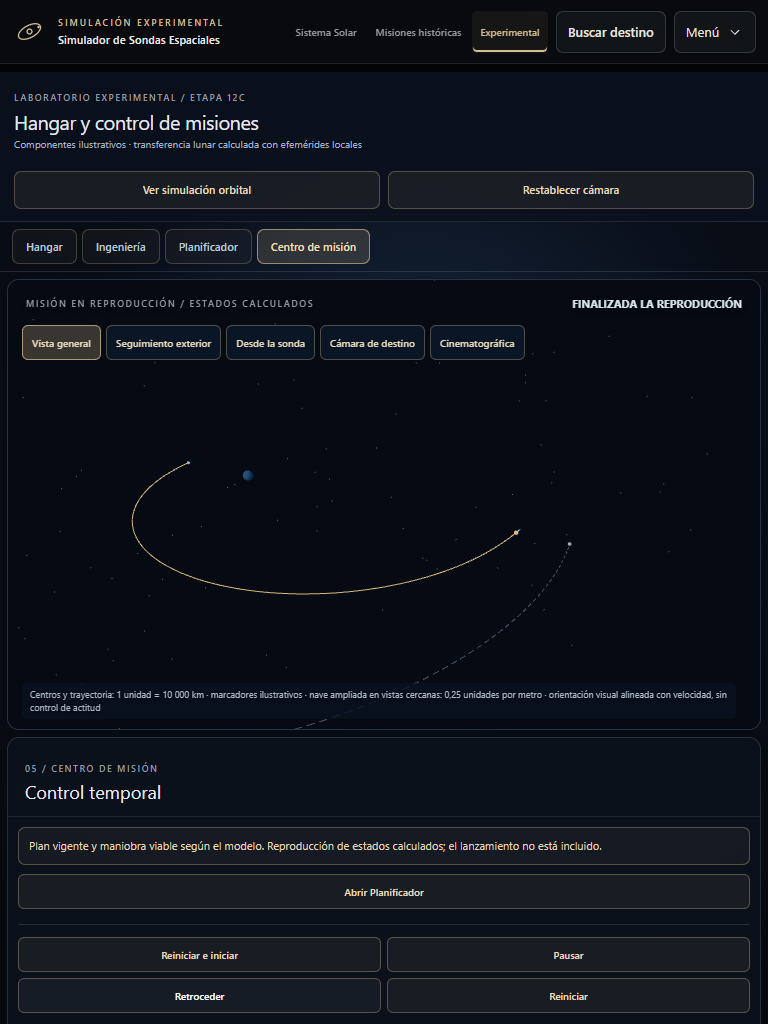 SIMULACIÓN EXPERIMENTAL
Simulador de Sondas Espaciales
Sistema Solar
Misiones históricas
Experimental
Buscar destino
Menú
LABORATORIO EXPERIMENTAL / ETAPA 12C
Hangar y control de misiones
Componentes ilustrativos · transferencia lunar calculada con efemérides locales
Ver simulación orbital
Restablecer cámara
Hangar
Ingeniería
Planificador
Centro de misión
MISIÓN EN REPRODUCCIÓN / ESTADOS CALCULADOS
FINALIZADA LA REPRODUCCIÓN
Vista general
Seguimiento exterior
Desde la sonda
Cámara de destino
Cinematográfica
Centros y trayectoria: 1 unidad = 10 000 km · marcadores ilustrativos · nave ampliada en vistas cercanas: 0,25 unidades por metro · orientación visual alineada con velocidad, sin
control de actitud
05 / CENTRO DE MISIÓN
Control temporal
Plan vigente y maniobra viable según el modelo. Reproducción de estados calculados; el lanzamiento no está incluido.
Abrir Planificador
Reiniciar e iniciar
Pausar
Retroceder
Reiniciar